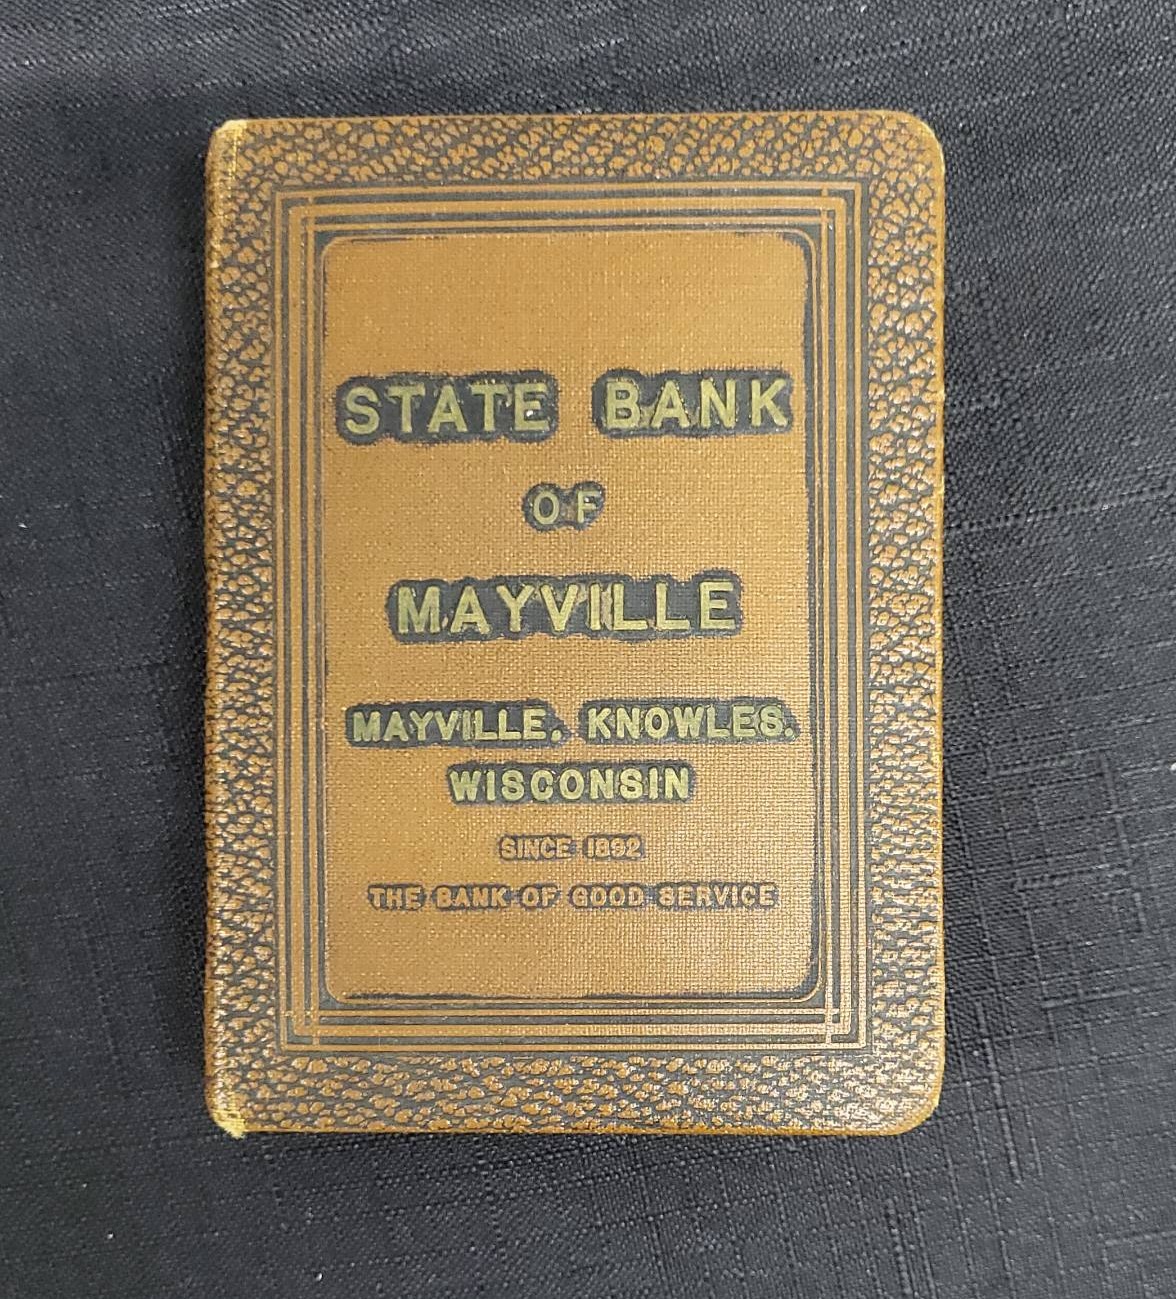 STATE BANK
OF
MAYVILLE
MAYVILLE. KNOWLES.
WISCONSIN
SINCE 1892
THE BANK OF GOOD SERVICE